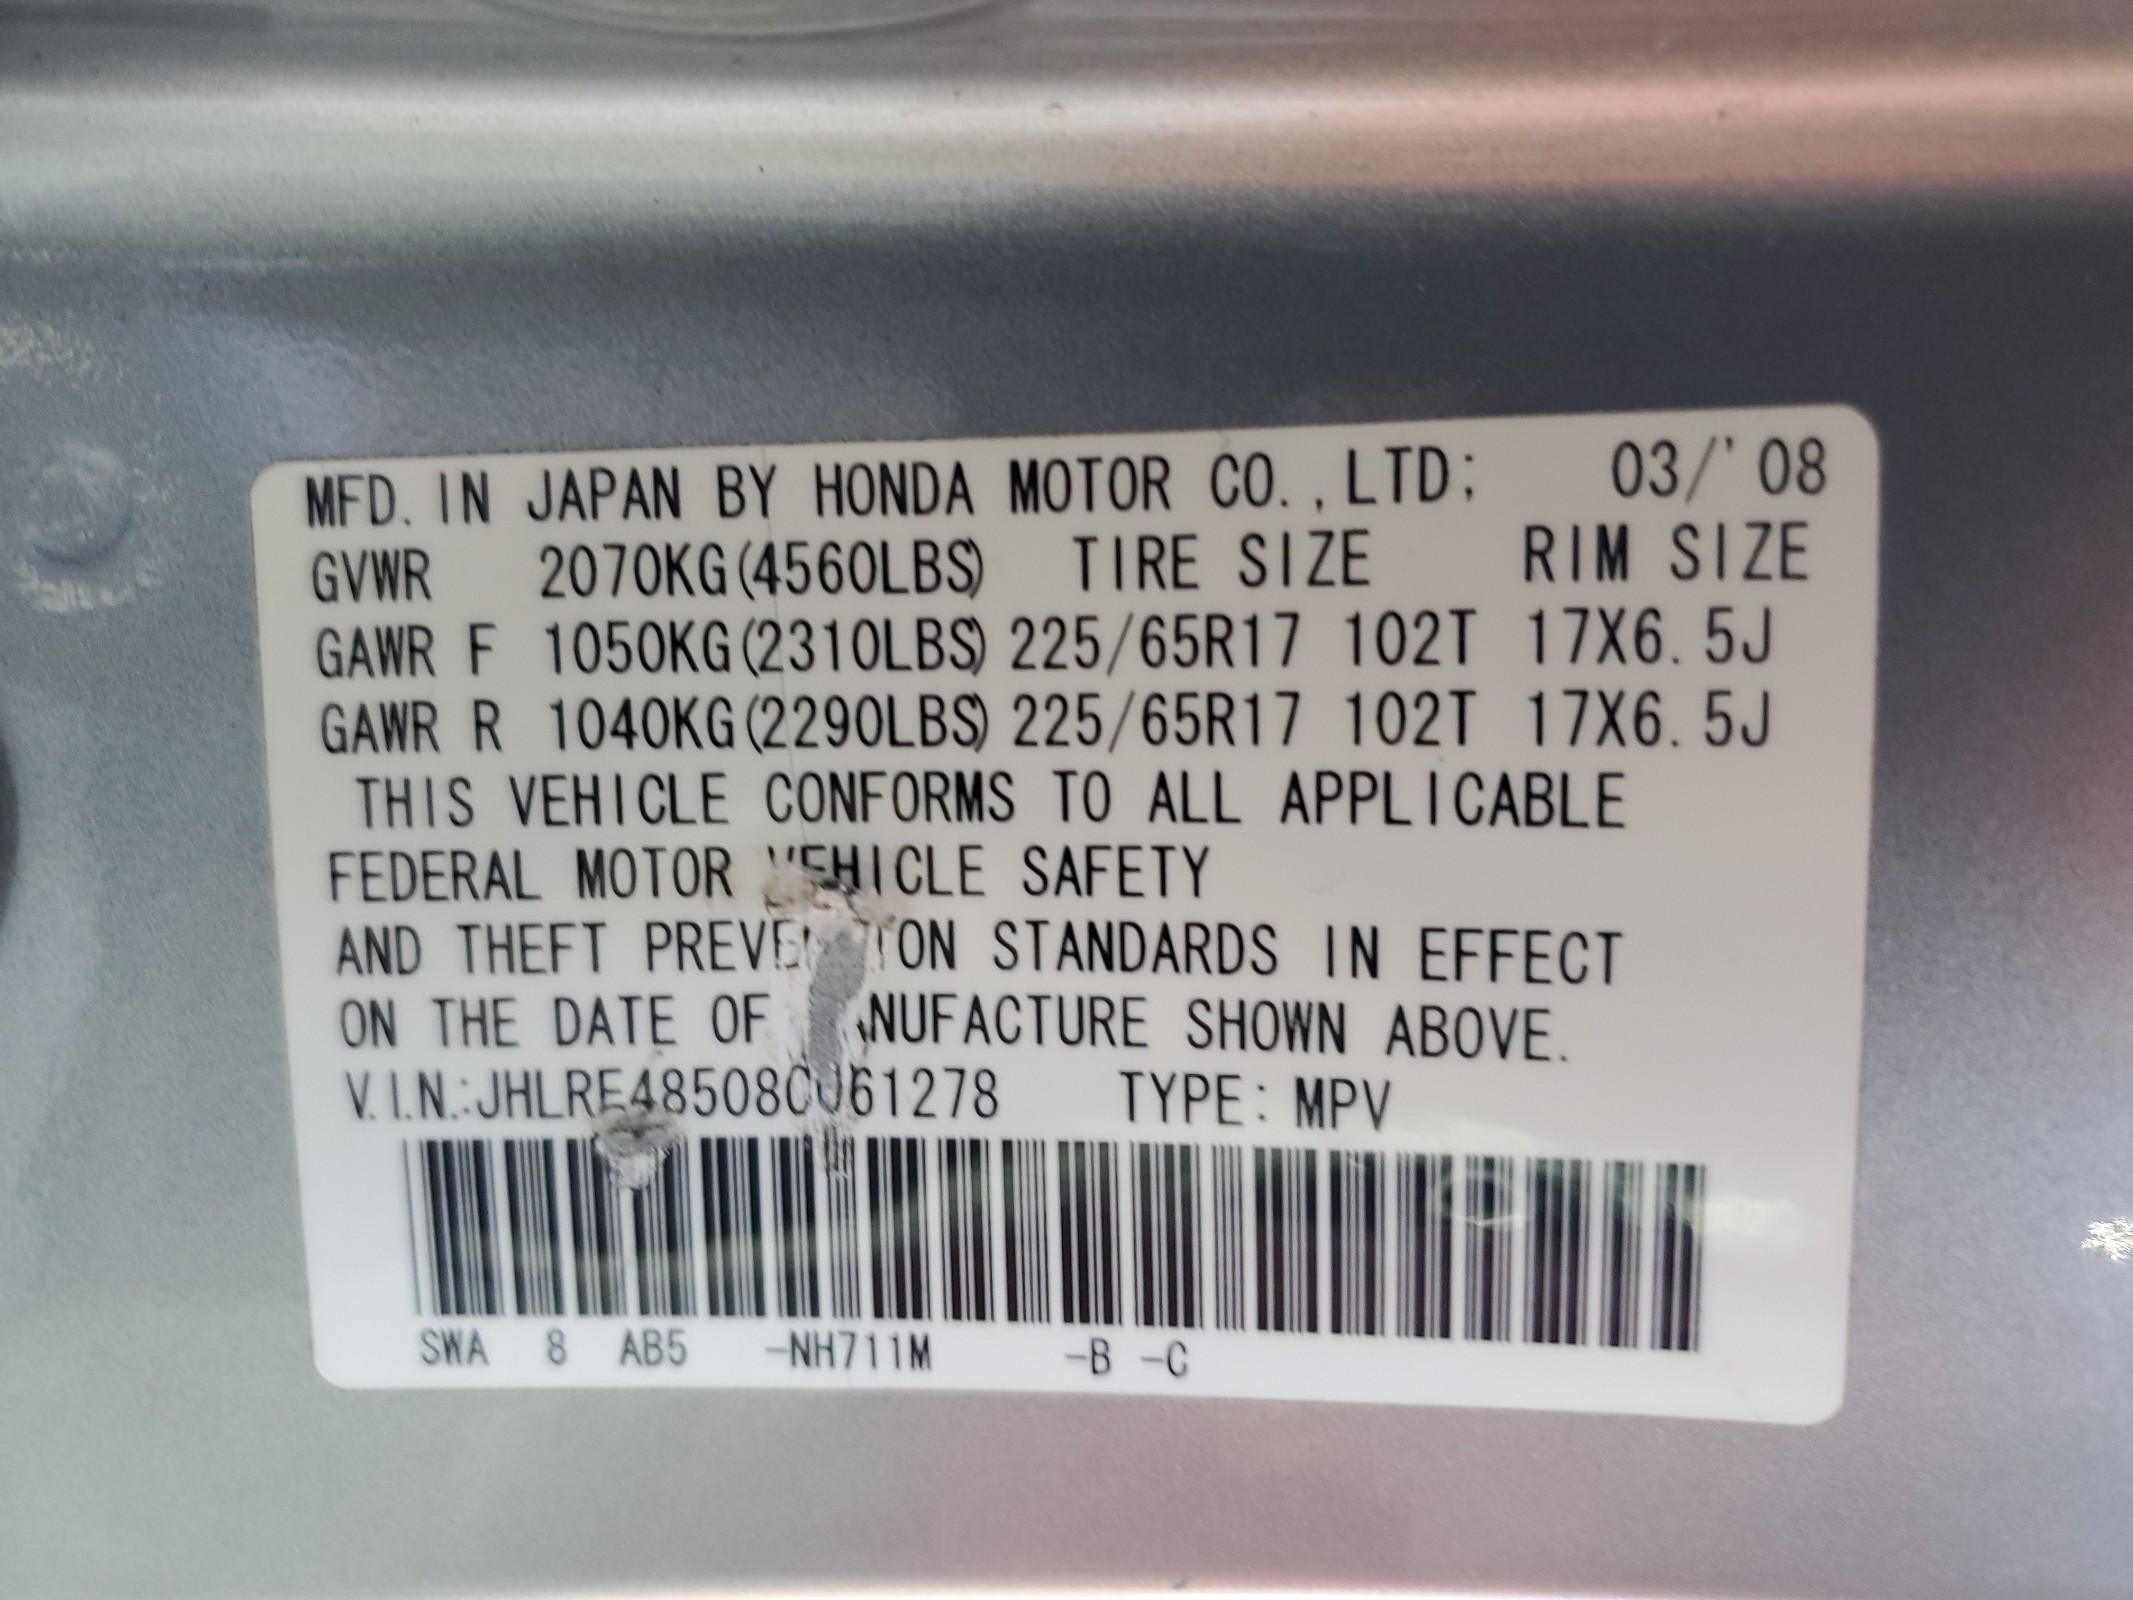 MFD. IN JAPAN BY HONDA MOTOR CO.,LTD; 03/'08
GVWR 2070KG(4560LBS) TIRE SIZE RIM SIZE
GAWR F 1050KG(2310LBS) 225/65R17 102T 17X6.5J
GAWR R 1040KG(2290LBS) 225/65R17 102T 17X6.5J
THIS VEHICLE CONFORMS TO ALL APPLICABLE
FEDERAL MOTOR VEHICLE SAFETY
AND THEFT PREVENTION STANDARDS IN EFFECT
ON THE DATE OF MANUFACTURE SHOWN ABOVE.
V.I.N.: TYPE: MPV
SWA 8 AB5 -NH711M -B -C